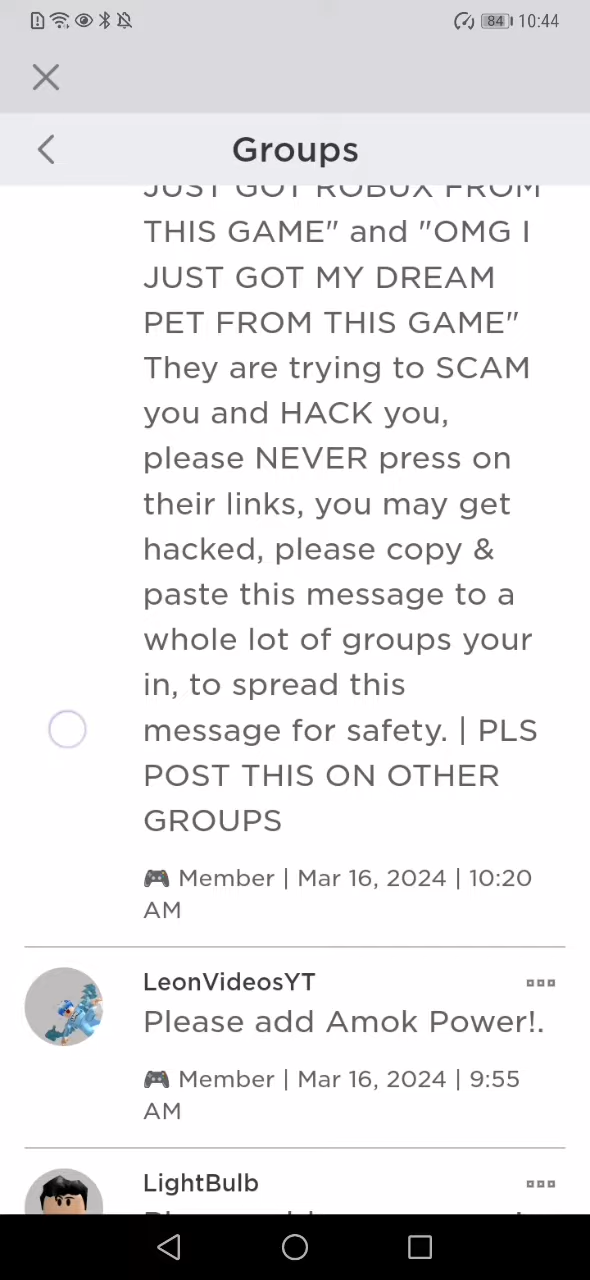 84 10:44
Groups
JUST GOT ROBUX FROM
THIS GAME" and "OMG I
JUST GOT MY DREAM
PET FROM THIS GAME"
They are trying to SCAM
you and HACK you,
please NEVER press on
their links, you may get
hacked, please copy &
paste this message to a
whole lot of groups your
in, to spread this
message for safety. | PLS
POST THIS ON OTHER
GROUPS
🎮 Member | Mar 16, 2024 | 10:20
AM
LeonVideosYT
Please add Amok Power!.
🎮 Member | Mar 16, 2024 | 9:55
AM
LightBulb